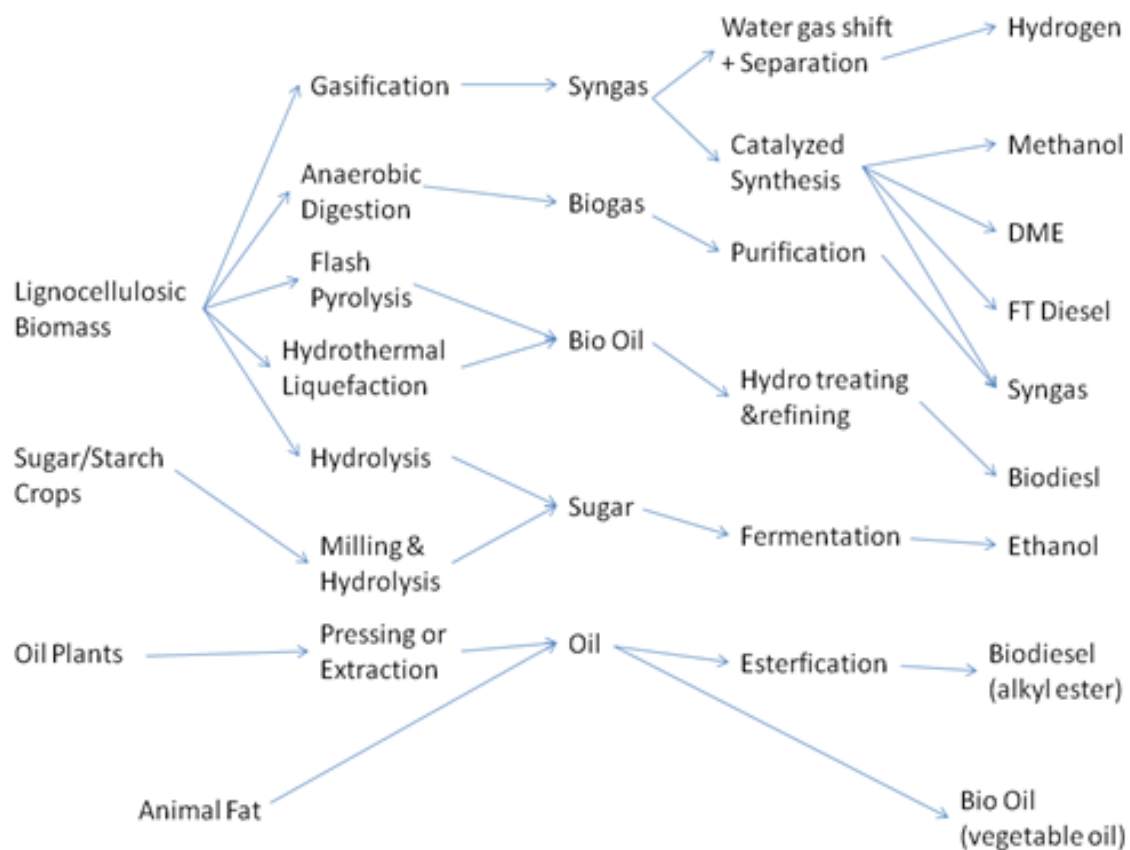 Water gas shift
+ Separation
Hydrogen
Gasification
Syngas
Catalyzed
Synthesis
Methanol
Anaerobic
Digestion
Biogas
DME
Purification
Flash
Pyrolysis
Lignocellulosic
Biomass
FT Diesel
Bio Oil
Hydrothermal
Liquefaction
Hydro treating
&refining
Syngas
Sugar/Starch
Crops
Hydrolysis
Biodiesl
Sugar
Fermentation
Ethanol
Milling &
Hydrolysis
Oil Plants
Pressing or
Extraction
Oil
Esterfication
Biodiesel
(alkyl ester)
Animal Fat
Bio Oil
(vegetable oil)